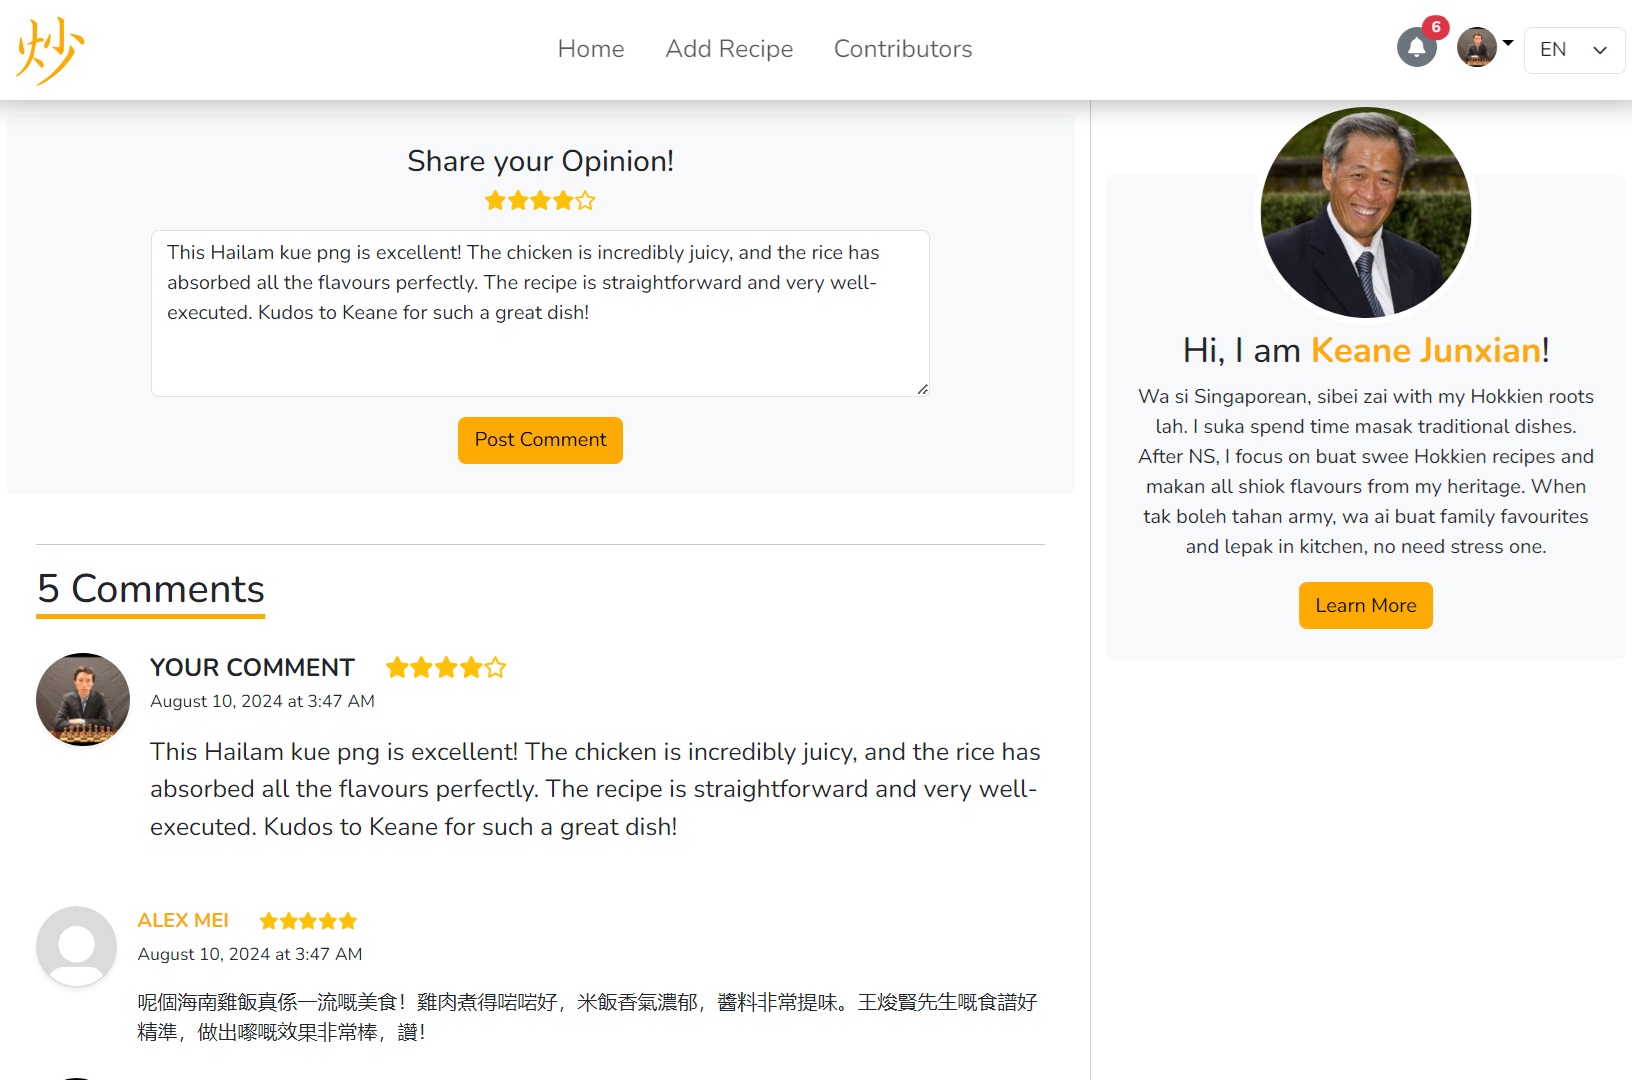 炒
Home
Add Recipe
Contributors
6
EN
Share your Opinion!
This Hailam kue png is excellent! The chicken is incredibly juicy, and the rice has
absorbed all the flavours perfectly. The recipe is straightforward and very well-
executed. Kudos to Keane for such a great dish!
Post Comment
5 Comments
YOUR COMMENT
August 10, 2024 at 3:47 AM
This Hailam kue png is excellent! The chicken is incredibly juicy, and the rice has
absorbed all the flavours perfectly. The recipe is straightforward and very well-
executed. Kudos to Keane for such a great dish!
ALEX MEI
August 10, 2024 at 3:47 AM
呢個海南雞飯真係一流嘅美食！雞肉煮得啱啱好，米飯香氣濃郁，醬料非常提味。王焌賢先生嘅食譜好
精準，做出嚟嘅效果非常棒，讚！
Hi, I am Keane Junxian!
Wa si Singaporean, sibei zai with my Hokkien roots
lah. I suka spend time masak traditional dishes.
After NS, I focus on buat swee Hokkien recipes and
makan all shiok flavours from my heritage. When
tak boleh tahan army, wa ai buat family favourites
and lepak in kitchen, no need stress one.
Learn More